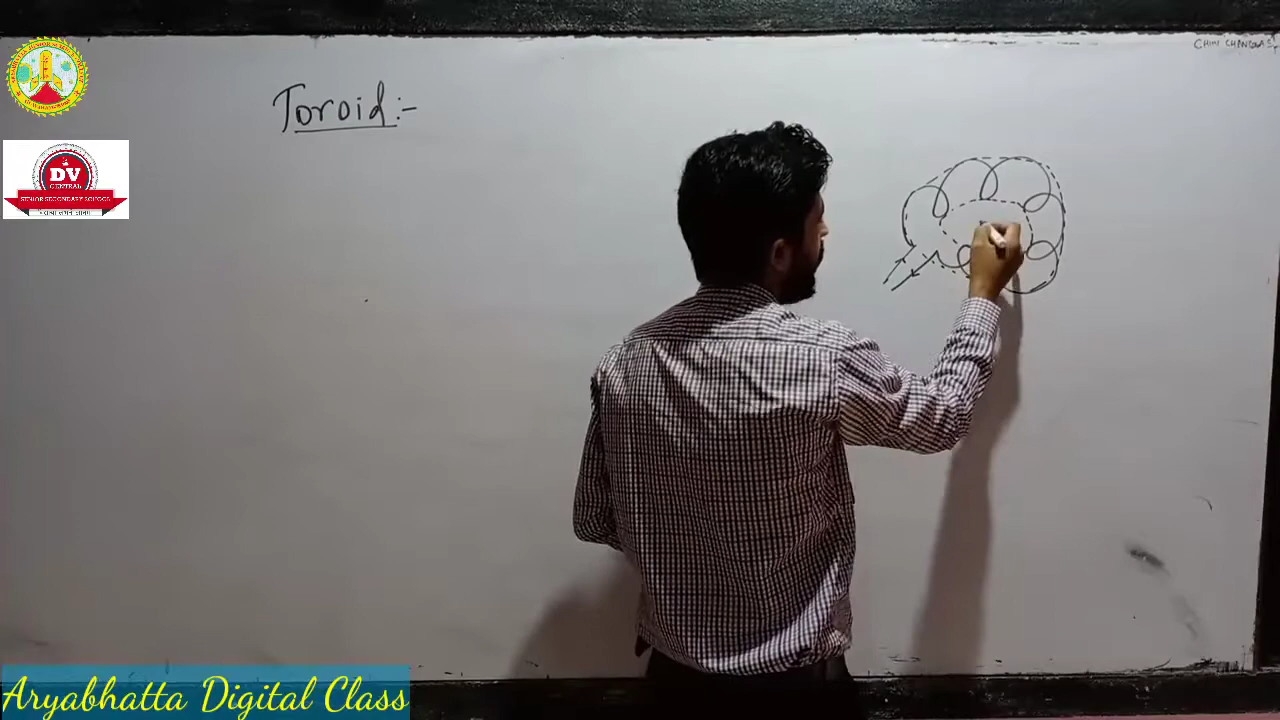 Toroid:-
DV
CENTRAL
SENIOR SECONDARY SCHOOL
Aryabhatta Digital Class